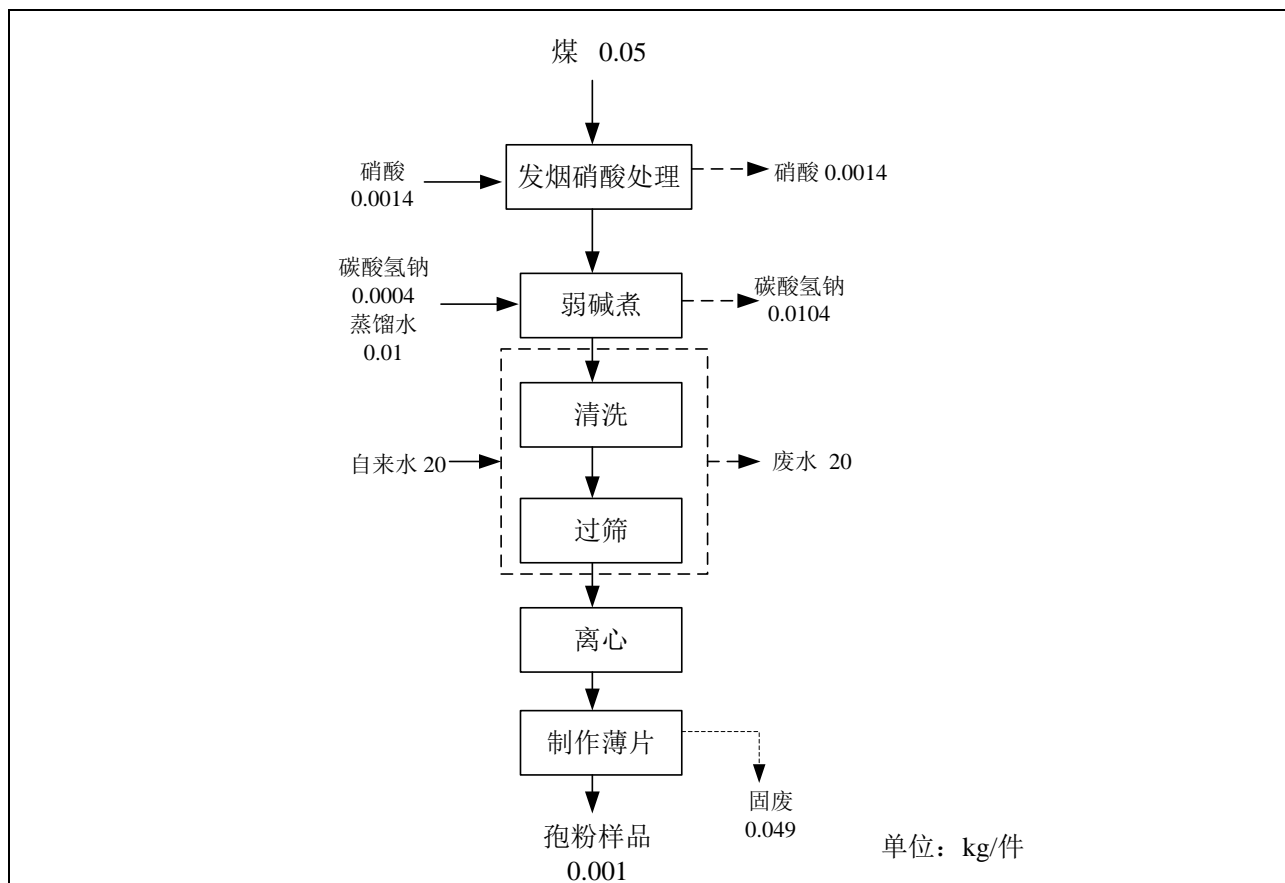 煤 0.05
硝酸
0.0014
发烟硝酸处理
硝酸 0.0014
碳酸氢钠
0.0004
蒸馏水
0.01
弱碱煮
碳酸氢钠
0.0104
清洗
自来水 20
废水 20
过筛
离心
制作薄片
固废
0.049
孢粉样品
0.001
单位：kg/件